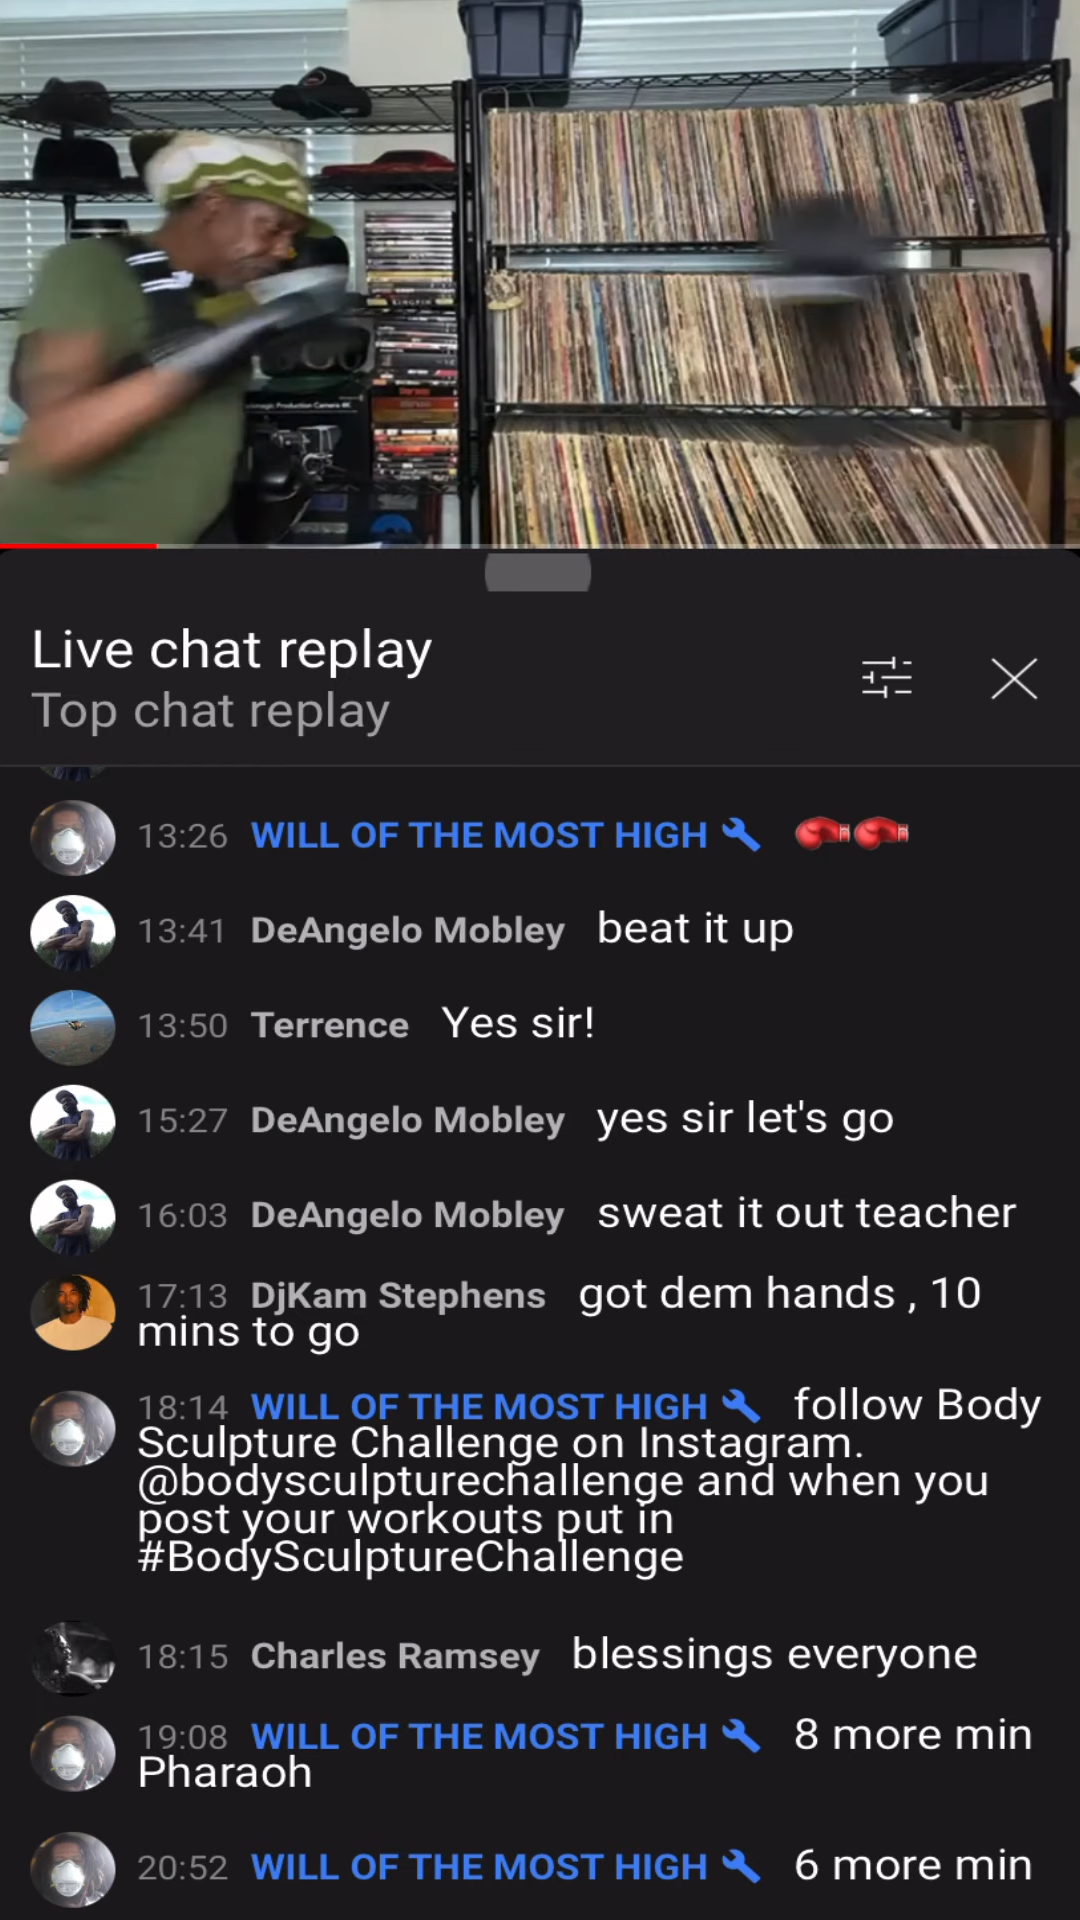 KINGPIN
Production Camera 4K
Live chat replay
Top chat replay
13:26 WILL OF THE MOST HIGH 🥊🥊
13:41 DeAngelo Mobley beat it up
13:50 Terrence Yes sir!
15:27 DeAngelo Mobley yes sir let's go
16:03 DeAngelo Mobley sweat it out teacher
17:13 DjKam Stephens got dem hands , 10
mins to go
18:14 WILL OF THE MOST HIGH follow Body
Sculpture Challenge on Instagram.
@bodysculpturechallenge and when you
post your workouts put in
#BodySculptureChallenge
18:15 Charles Ramsey blessings everyone
19:08 WILL OF THE MOST HIGH 8 more min
Pharaoh
20:52 WILL OF THE MOST HIGH 6 more min